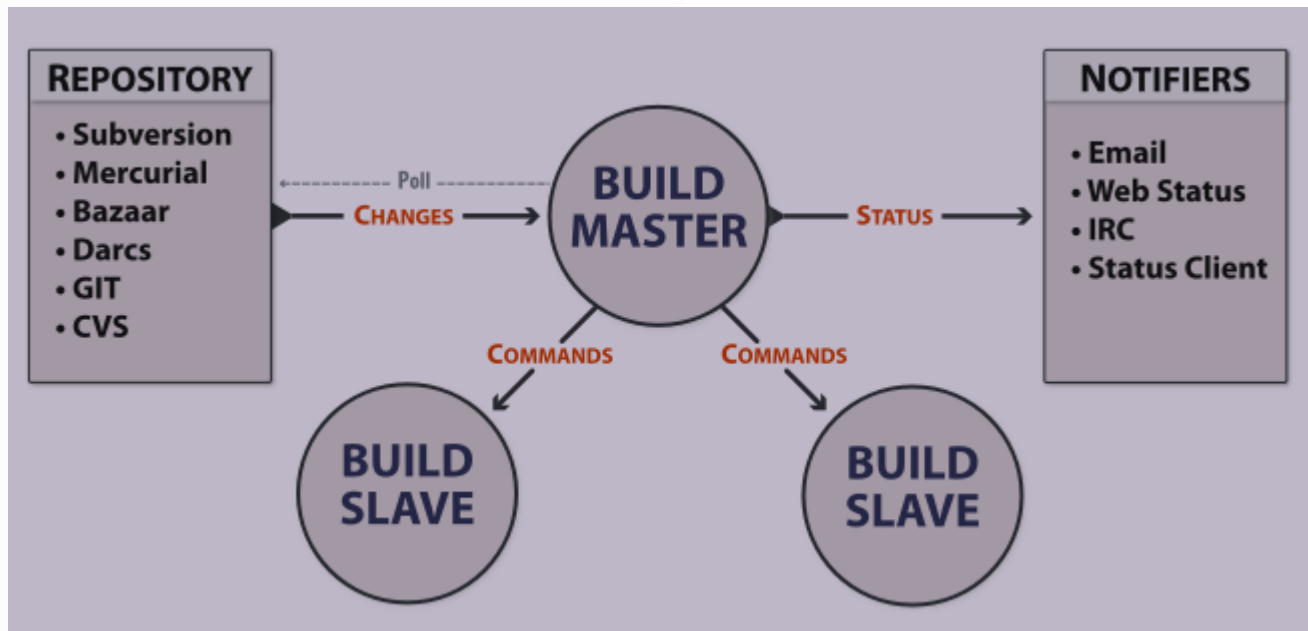 REPOSITORY
• Subversion
• Mercurial
• Bazaar
• Darcs
• GIT
• CVS
Poll
CHANGES
BUILD
MASTER
STATUS
NOTIFIERS
• Email
• Web Status
• IRC
• Status Client
COMMANDS
COMMANDS
BUILD
SLAVE
BUILD
SLAVE